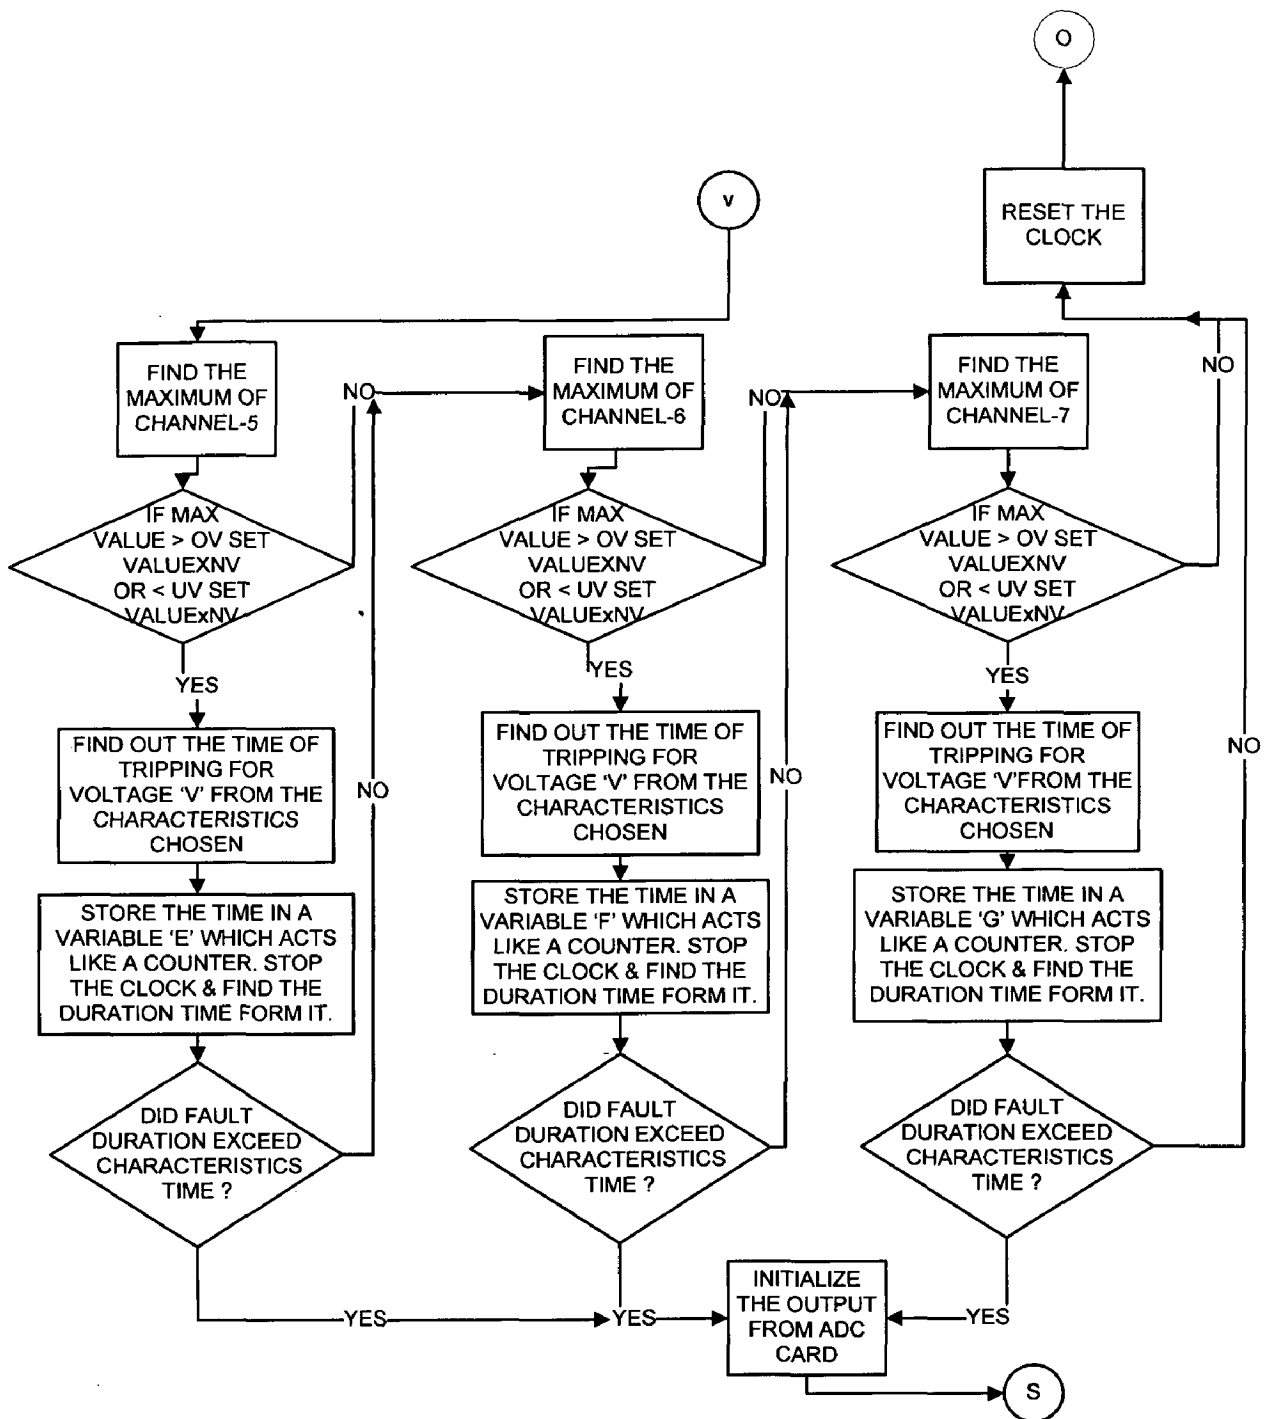 O
RESET THE
CLOCK
v
FIND THE
MAXIMUM OF
CHANNEL-5
NO
IF MAX
VALUE > OV SET
VALUEXNV
OR < UV SET
VALUExNV
YES
FIND OUT THE TIME OF
TRIPPING FOR
VOLTAGE 'V' FROM THE
CHARACTERISTICS
CHOSEN
NO
STORE THE TIME IN A
VARIABLE 'E' WHICH ACTS
LIKE A COUNTER. STOP
THE CLOCK & FIND THE
DURATION TIME FORM IT.
DID FAULT
DURATION EXCEED
CHARACTERISTICS
TIME ?
YES
FIND THE
MAXIMUM OF
CHANNEL-6
NO
IF MAX
VALUE > OV SET
VALUEXNV
OR < UV SET
VALUExNV
YES
FIND OUT THE TIME OF
TRIPPING FOR
VOLTAGE 'V' FROM THE
CHARACTERISTICS
CHOSEN
NO
STORE THE TIME IN A
VARIABLE 'F' WHICH ACTS
LIKE A COUNTER. STOP
THE CLOCK & FIND THE
DURATION TIME FORM IT.
DID FAULT
DURATION EXCEED
CHARACTERISTICS
TIME ?
YES
FIND THE
MAXIMUM OF
CHANNEL-7
NO
IF MAX
VALUE > OV SET
VALUEXNV
OR < UV SET
VALUExNV
YES
FIND OUT THE TIME OF
TRIPPING FOR
VOLTAGE 'V'FROM THE
CHARACTERISTICS
CHOSEN
NO
STORE THE TIME IN A
VARIABLE 'G' WHICH ACTS
LIKE A COUNTER. STOP
THE CLOCK & FIND THE
DURATION TIME FORM IT.
DID FAULT
DURATION EXCEED
CHARACTERISTICS
TIME ?
YES
INITIALIZE
THE OUTPUT
FROM ADC
CARD
S